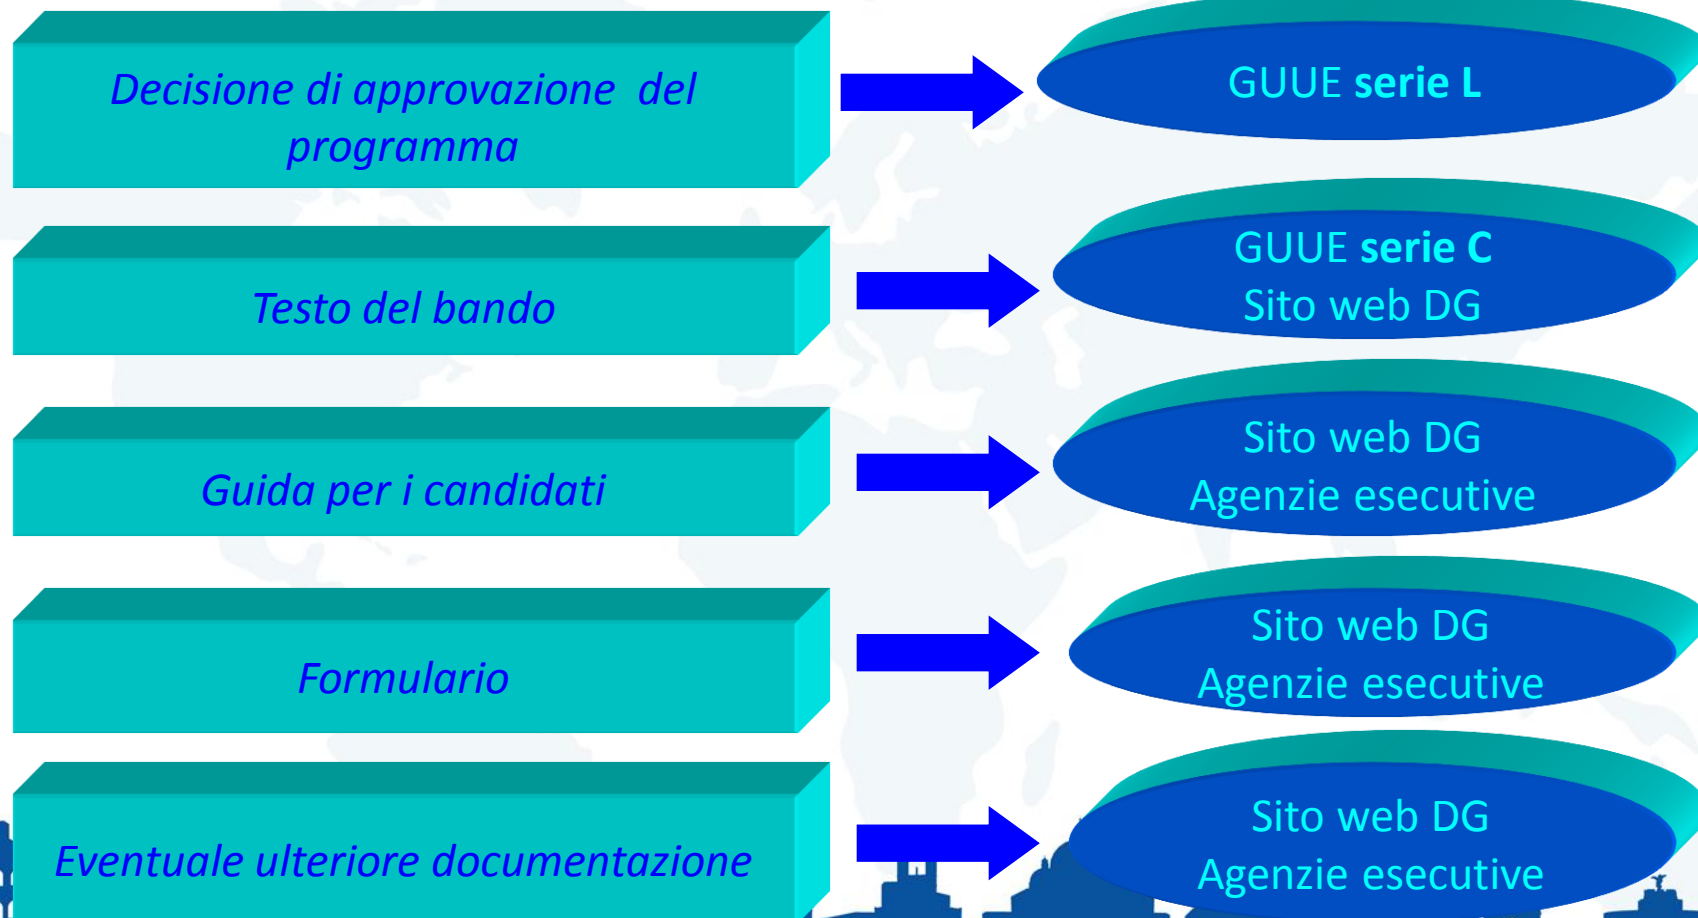 Decisione di approvazione del
programma
GUUE serie L
Testo del bando
GUUE serie C
Sito web DG
Guida per i candidati
Sito web DG
Agenzie esecutive
Formulario
Sito web DG
Agenzie esecutive
Eventuale ulteriore documentazione
Sito web DG
Agenzie esecutive